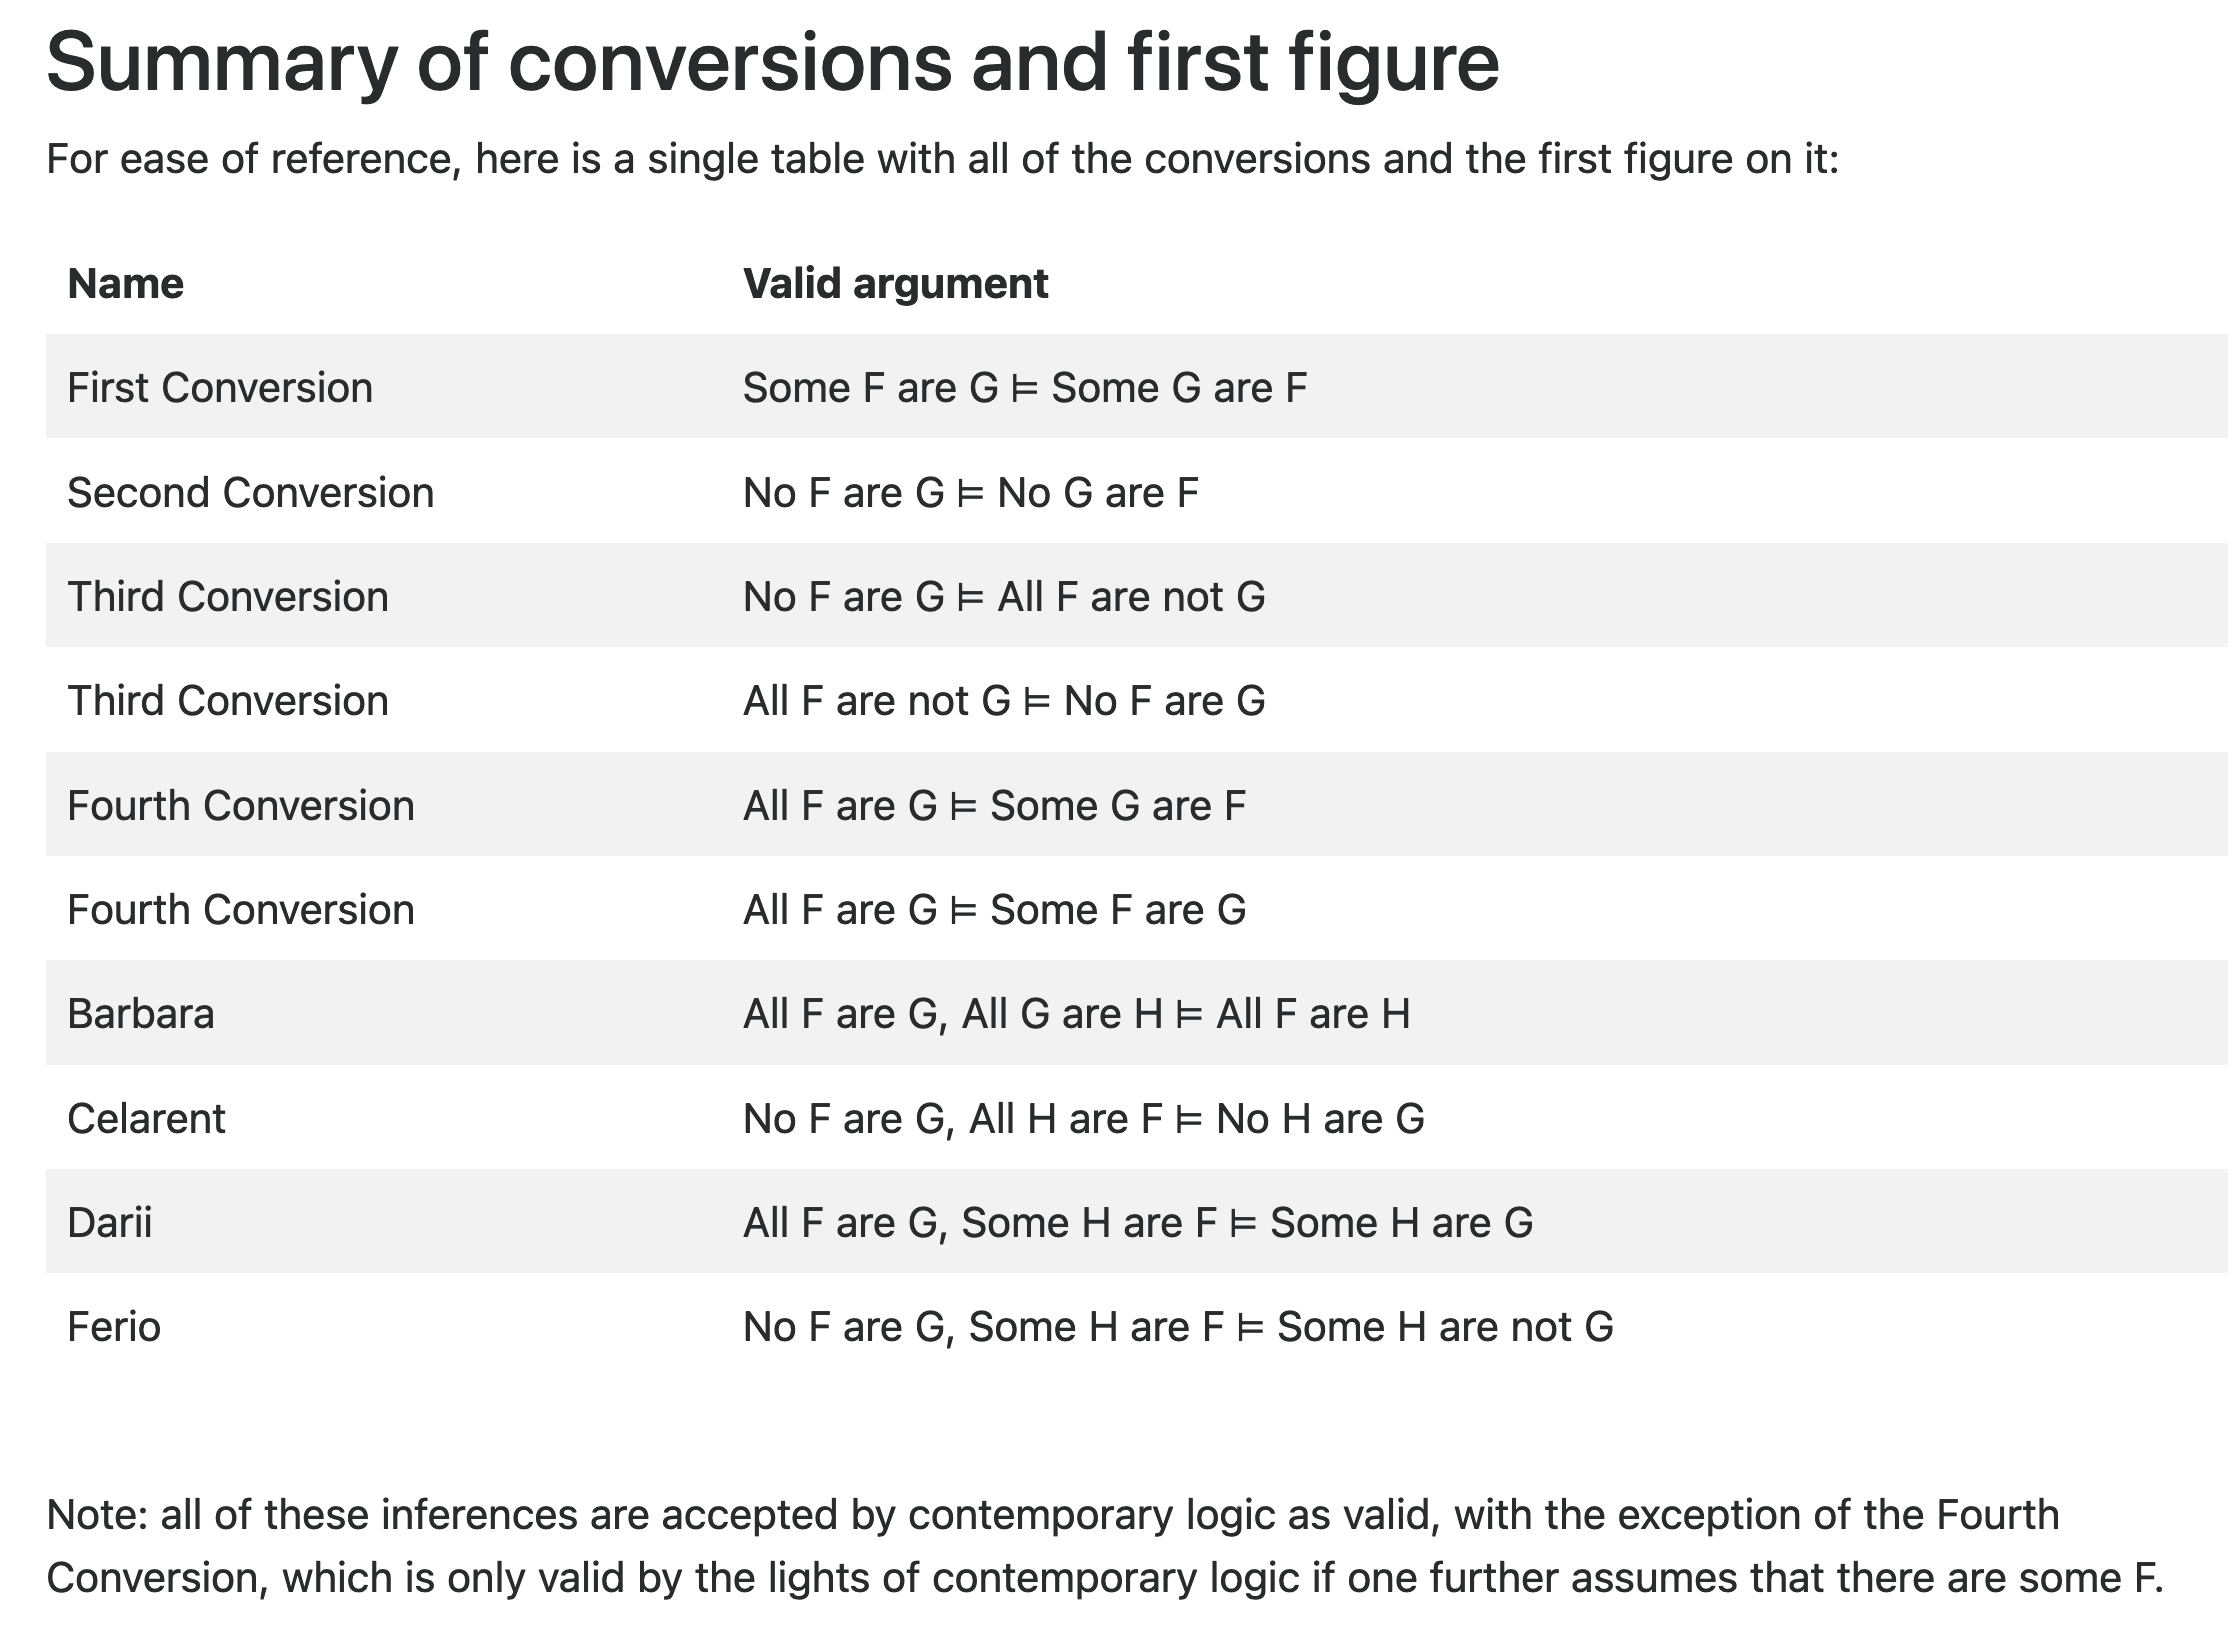 Summary of conversions and first figure
For ease of reference, here is a single table with all of the conversions and the first figure on it:
Name Valid argument
First Conversion Some F are G ⊨ Some G are F
Second Conversion No F are G ⊨ No G are F
Third Conversion No F are G ⊨ All F are not G
Third Conversion All F are not G ⊨ No F are G
Fourth Conversion All F are G ⊨ Some G are F
Fourth Conversion All F are G ⊨ Some F are G
Barbara All F are G, All G are H ⊨ All F are H
Celarent No F are G, All H are F ⊨ No H are G
Darii All F are G, Some H are F ⊨ Some H are G
Ferio No F are G, Some H are F ⊨ Some H are not G
Note: all of these inferences are accepted by contemporary logic as valid, with the exception of the Fourth
Conversion, which is only valid by the lights of contemporary logic if one further assumes that there are some F.